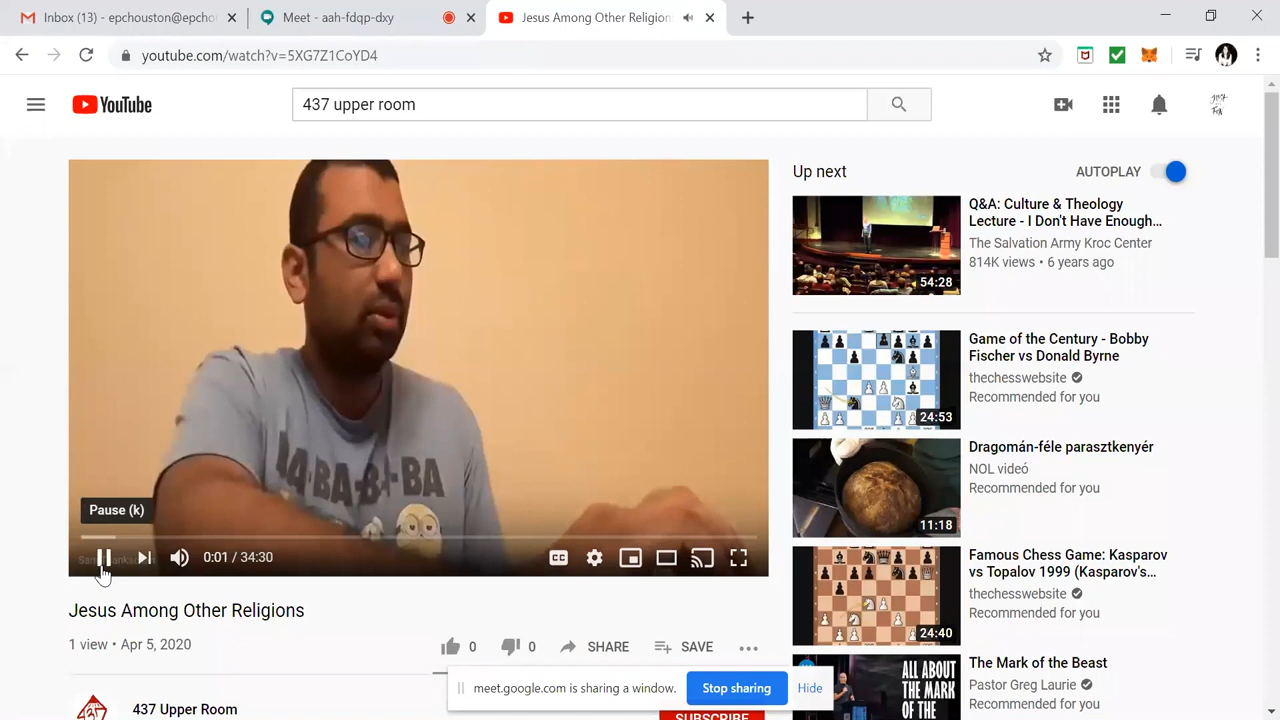 Inbox (13) - epchouston@epcho
Meet - aah-fdqp-dxy
Jesus Among Other Religion
youtube.com/watch?v=5XG7Z1CoYD4
YouTube
437 upper room
Up next
AUTOPLAY
Q&A: Culture & Theology
Lecture - I Don't Have Enough...
The Salvation Army Kroc Center
814K views • 6 years ago
54:28
Game of the Century - Bobby
Fischer vs Donald Byrne
thechesswebsite
Recommended for you
24:53
Dragomán-féle parasztkenyér
NOL videó
Recommended for you
11:18
Famous Chess Game: Kasparov
vs Topalov 1999 (Kasparov's...
thechesswebsite
Recommended for you
24:40
The Mark of the Beast
Pastor Greg Laurie
ALL ABOUT
THE MARK
OF THE
BA-BA-BA
Pause (k)
0:01 / 34:30
CC
Jesus Among Other Religions
1 view • Apr 5, 2020
0
0
SHARE
SAVE
meet.google.com is sharing a window.
Stop sharing
Hide
437 Upper Room
SUBSCRIBE